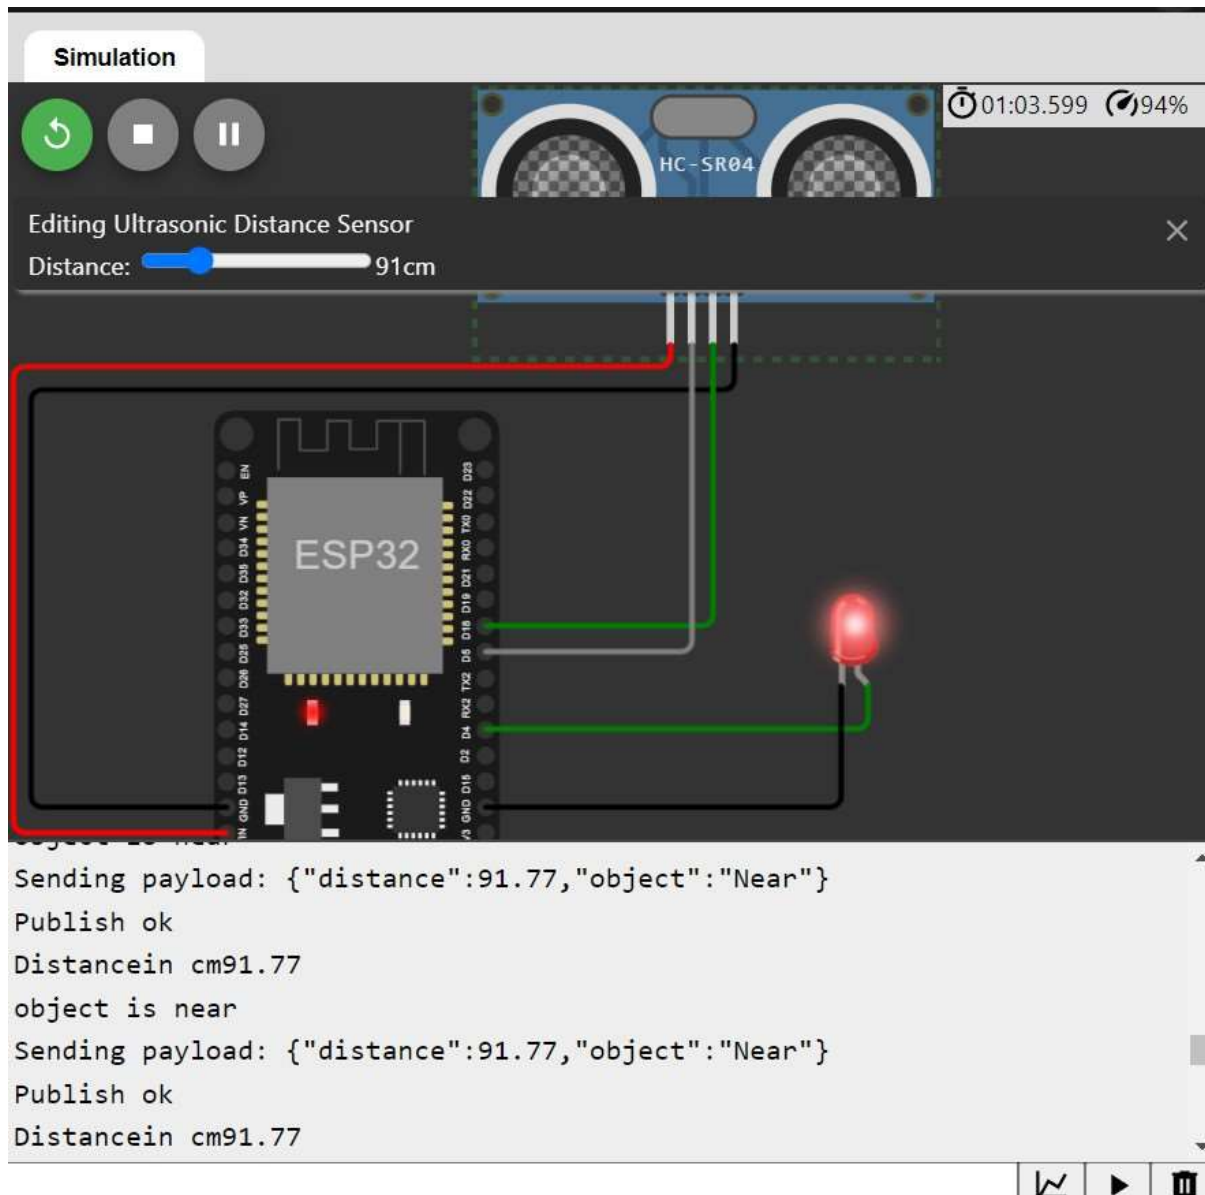 Simulation
01:03.599 94%
HC-SR04
Editing Ultrasonic Distance Sensor
Distance: 91cm
ESP32
EN
VP
VN
D34
D35
D32
D33
D25
D26
D27
D14
D12
D13
GND
D23
D22
TX0
RX0
D21
D19
D18
D5
TX2
RX2
D4
D2
D15
GND
object is near
Sending payload: {"distance":91.77,"object":"Near"}
Publish ok
Distancein cm91.77
object is near
Sending payload: {"distance":91.77,"object":"Near"}
Publish ok
Distancein cm91.77